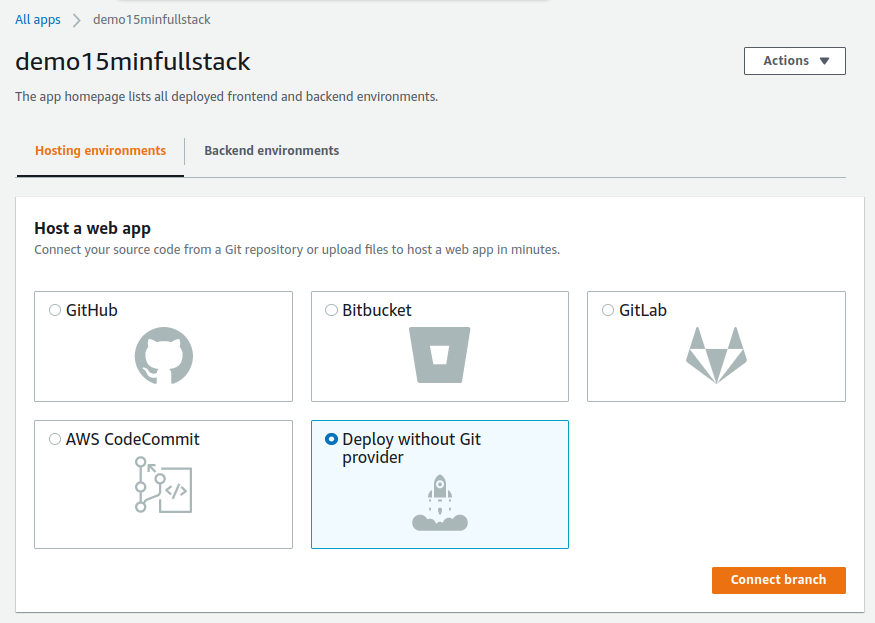 All apps > demo15minfullstack
demo15minfullstack
Actions ▼
The app homepage lists all deployed frontend and backend environments.
Hosting environments
Backend environments
Host a web app
Connect your source code from a Git repository or upload files to host a web app in minutes.
GitHub
Bitbucket
GitLab
AWS CodeCommit
Deploy without Git
provider
</>
Connect branch